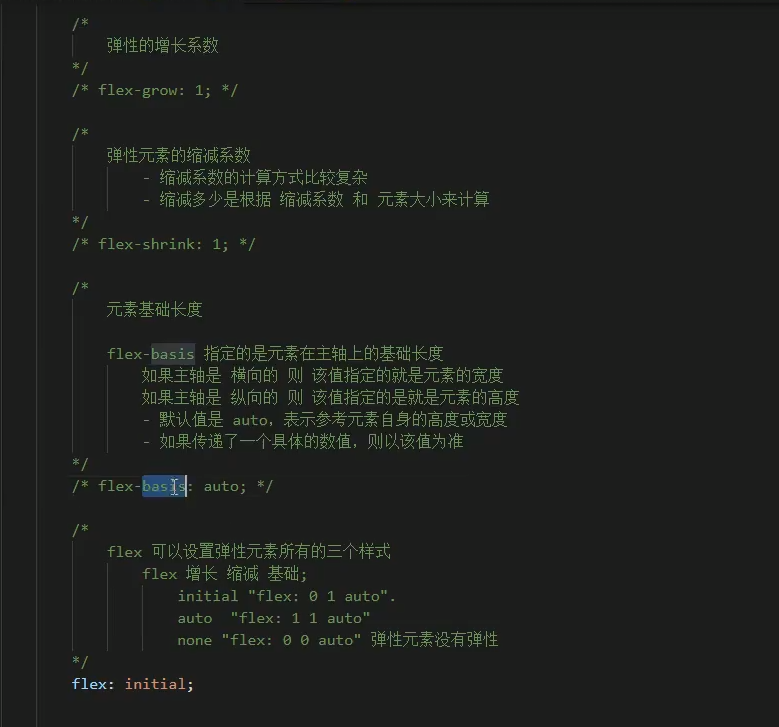 /*
弹性的增长系数
*/
/* flex-grow: 1; */
/*
弹性元素的缩减系数
- 缩减系数的计算方式比较复杂
- 缩减多少是根据 缩减系数 和 元素大小来计算
*/
/* flex-shrink: 1; */
/*
元素基础长度
flex-basis 指定的是元素在主轴上的基础长度
如果主轴是 横向的 则 该值指定的就是元素的宽度
如果主轴是 纵向的 则 该值指定的是就是元素的高度
- 默认值是 auto, 表示参考元素自身的高度或宽度
- 如果传递了一个具体的数值, 则以该值为准
*/
/* flex-basis: auto; */
/*
flex 可以设置弹性元素所有的三个样式
flex 增长 缩减 基础;
initial "flex: 0 1 auto".
auto "flex: 1 1 auto"
none "flex: 0 0 auto" 弹性元素没有弹性
*/
flex: initial;